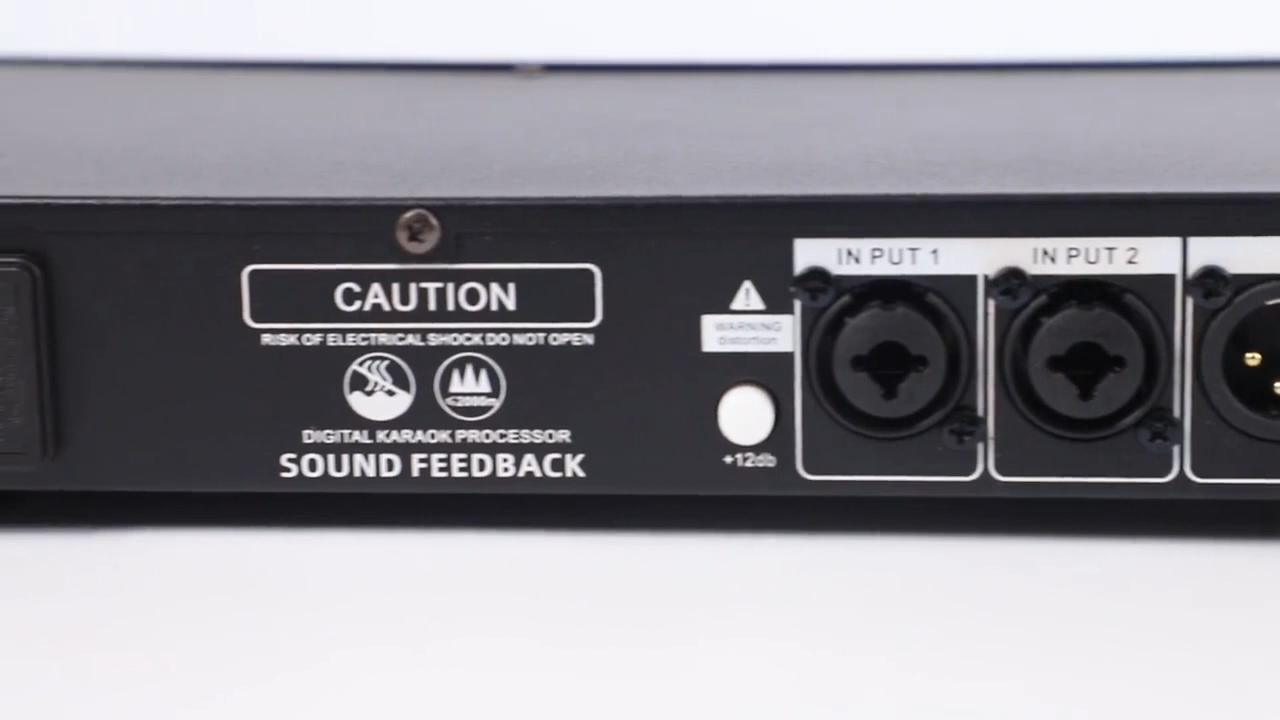 CAUTION
RISK OF ELECTRICAL SHOCK DO NOT OPEN
≤2000m
DIGITAL KARAOK PROCESSOR
SOUND FEEDBACK
WARNING
distortion
+12db
IN PUT 1
IN PUT 2